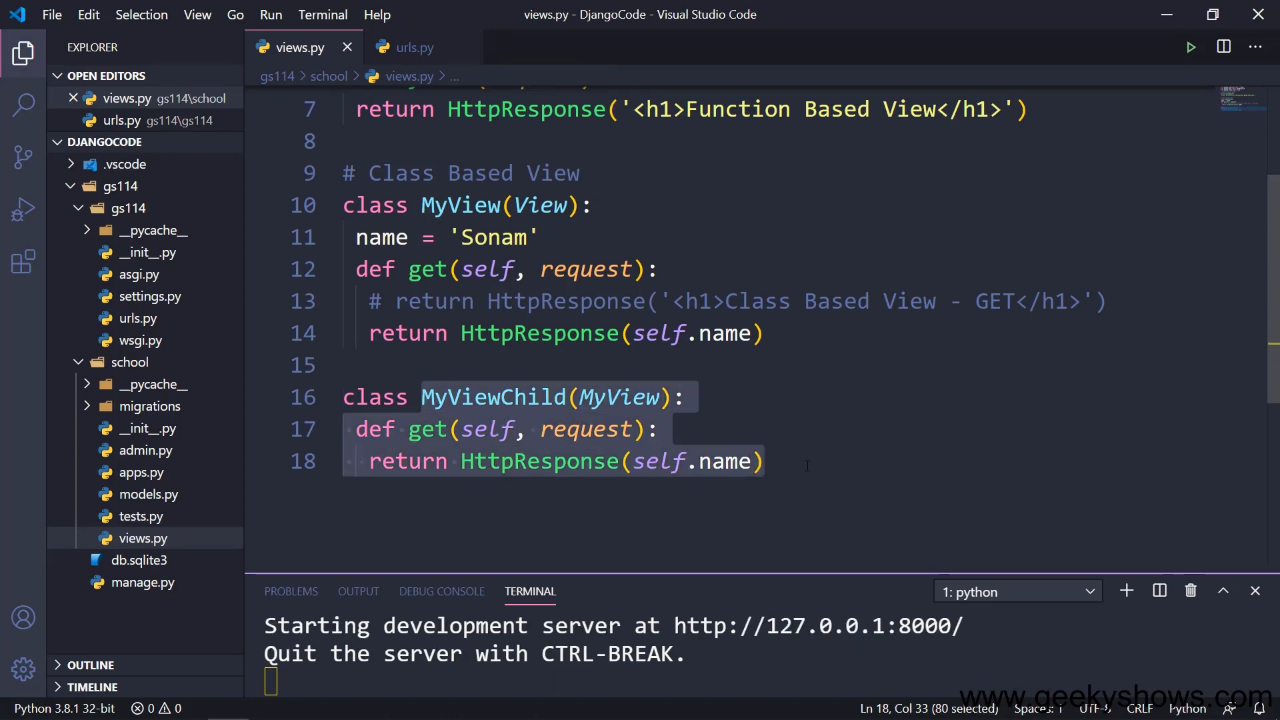 File Edit Selection View Go Run Terminal Help
views.py - DjangoCode - Visual Studio Code
EXPLORER
OPEN EDITORS
views.py gs114\school
urls.py gs114\gs114
DJANGOCODE
.vscode
gs114
gs114
__pycache__
__init__.py
asgi.py
settings.py
urls.py
wsgi.py
school
__pycache__
migrations
__init__.py
admin.py
apps.py
models.py
tests.py
views.py
db.sqlite3
manage.py
OUTLINE
TIMELINE
views.py
urls.py
gs114 > school > views.py > ...
7 return HttpResponse('<h1>Function Based View</h1>')
8
9 # Class Based View
10 class MyView(View):
11 name = 'Sonam'
12 def get(self, request):
13 # return HttpResponse('<h1>Class Based View - GET</h1>')
14 return HttpResponse(self.name)
15
16 class MyViewChild(MyView):
17 def get(self, request):
18 return HttpResponse(self.name)
PROBLEMS OUTPUT DEBUG CONSOLE TERMINAL
1: python
Starting development server at http://127.0.0.1:8000/
Quit the server with CTRL-BREAK.
www.geekyshows.com
Python 3.8.1 32-bit 0 0
Ln 18, Col 33 (80 selected) Spaces: 1 UTF-8 CRLF Python